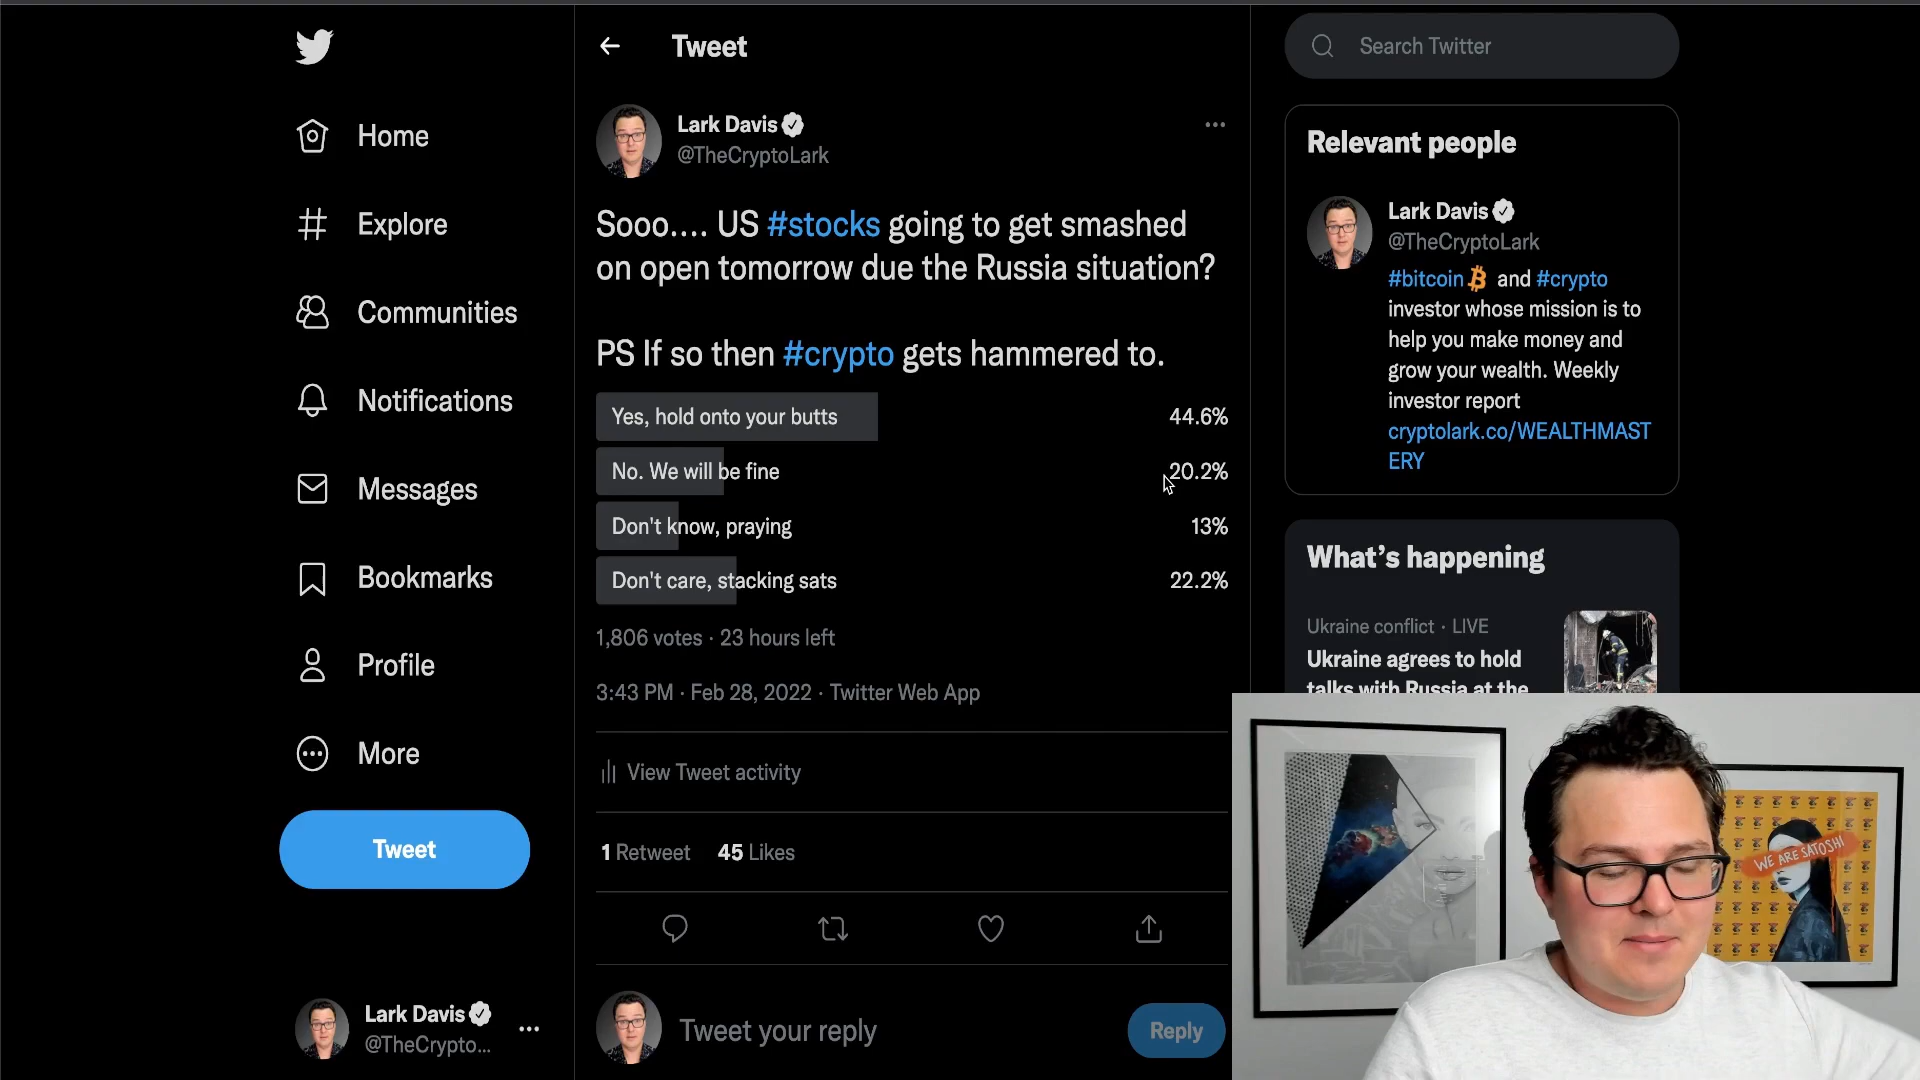 Home
Explore
Communities
Notifications
Messages
Bookmarks
Profile
More
Tweet
Lark Davis
@TheCrypto...
Tweet
Lark Davis
@TheCryptoLark
Sooo.... US #stocks going to get smashed
on open tomorrow due the Russia situation?
PS If so then #crypto gets hammered to.
Yes, hold onto your butts 44.6%
No. We will be fine 20.2%
Don't know, praying 13%
Don't care, stacking sats 22.2%
1,806 votes · 23 hours left
3:43 PM · Feb 28, 2022 · Twitter Web App
View Tweet activity
1 Retweet 45 Likes
Tweet your reply
Reply
Search Twitter
Relevant people
Lark Davis
@TheCryptoLark
#bitcoin and #crypto
investor whose mission is to
help you make money and
grow your wealth. Weekly
investor report
cryptolark.co/WEALTHMAST
ERY
What's happening
Ukraine conflict · LIVE
Ukraine agrees to hold
talks with Russia at the
WE ARE SATOSHI